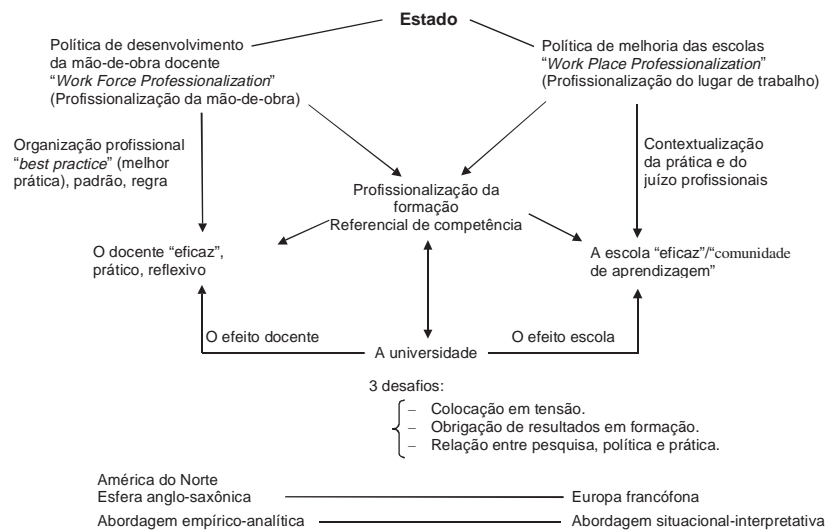 Estado
Política de desenvolvimento
da mão-de-obra docente
“Work Force Professionalization”
(Profissionalização da mão-de-obra)
Política de melhoria das escolas
“Work Place Professionalization”
(Profissionalização do lugar de trabalho)
Organização profissional
“best practice” (melhor
prática), padrão, regra
Contextualização
da prática e do
juízo profissionais
Profissionalização da
formação
Referencial de competência
O docente “eficaz”,
prático, reflexivo
A escola “eficaz”/“comunidade
de aprendizagem”
O efeito docente
O efeito escola
A universidade
3 desafios:
– Colocação em tensão.
– Obrigação de resultados em formação.
– Relação entre pesquisa, política e prática.
América do Norte
Esfera anglo-saxônica
Europa francófona
Abordagem empírico-analítica
Abordagem situacional-interpretativa